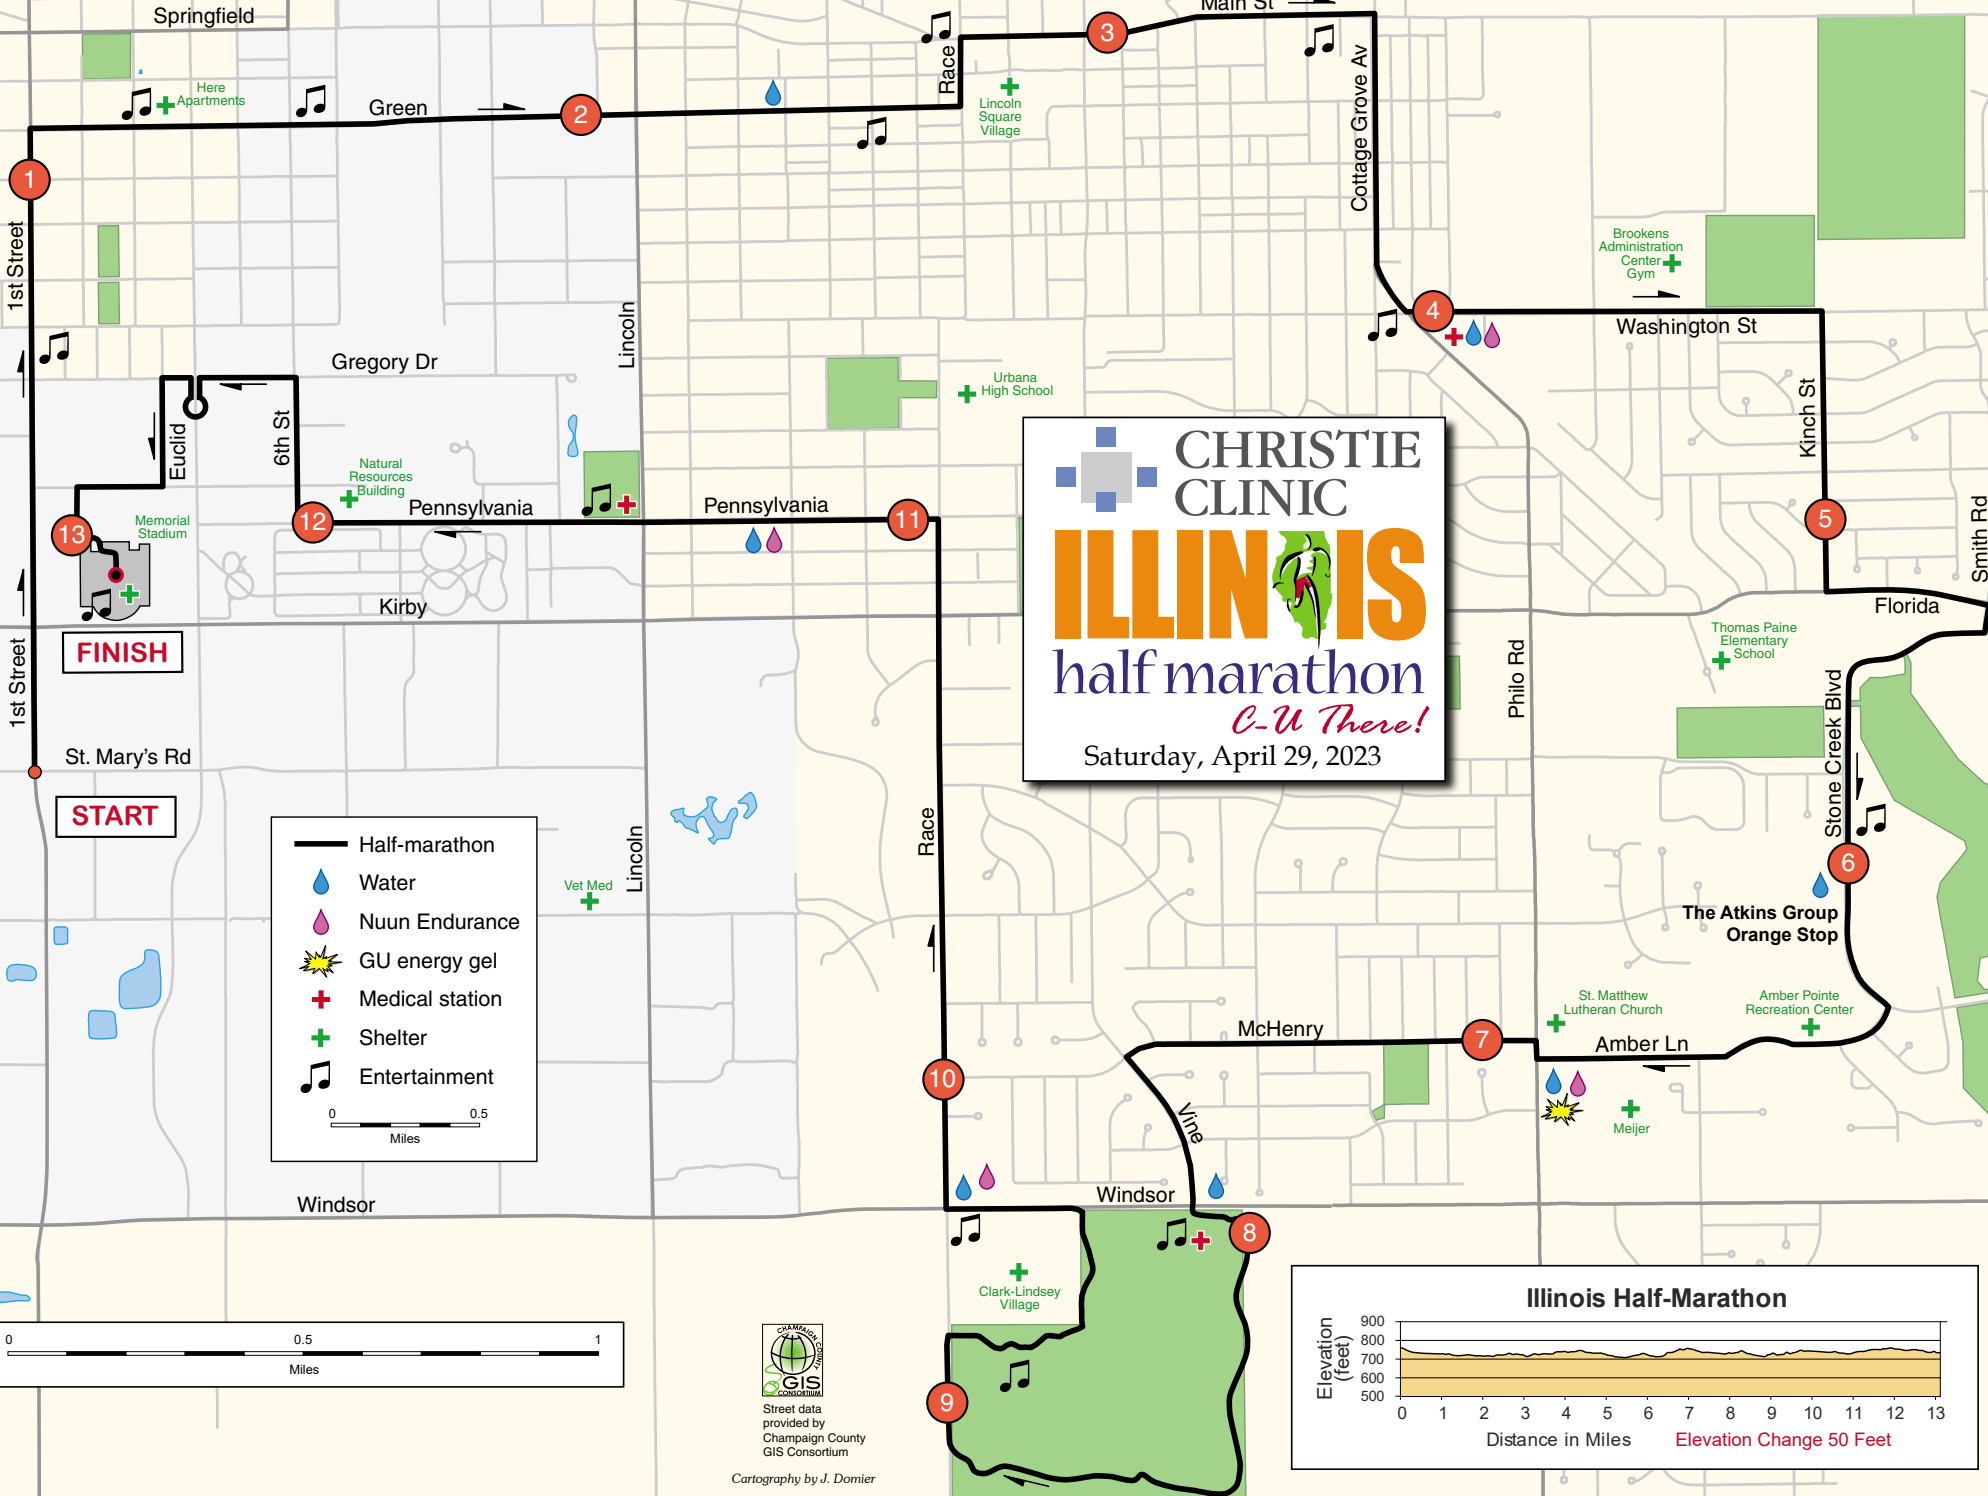 Springfield
Main St
Race
3
Here
Apartments
Green
2
Lincoln
Square
Village
Cottage Grove Av
1
1st Street
Brookens
Administration
Center
Gym
4
Washington St
Lincoln
Gregory Dr
Urbana
High School
Kinch St
Euclid
6th St
Natural
Resources
Building
Pennsylvania
Pennsylvania
11
12
13
Memorial
Stadium
5
Smith Rd
Kirby
Florida
FINISH
1st Street
St. Mary's Rd
START
CHRISTIE
CLINIC
ILLINOIS
half marathon
C-U There!
Saturday, April 29, 2023
Philo Rd
Thomas Paine
Elementary
School
Stone Creek Blvd
6
The Atkins Group
Orange Stop
Half-marathon
Water
Nuun Endurance
GU energy gel
Medical station
Shelter
Entertainment
0 0.5
Miles
Vet Med
Lincoln
Race
10
McHenry
7
St. Matthew
Lutheran Church
Amber Pointe
Recreation Center
Amber Ln
Meijer
Vine
Windsor
Windsor
8
Clark-Lindsey
Village
9
0 0.5 1
Miles
CHAMPAIGN COUNTY
GIS
CONSORTIUM
Street data
provided by
Champaign County
GIS Consortium
Cartography by J. Domier
Illinois Half-Marathon
Elevation
(feet)
900
800
700
600
500
0 1 2 3 4 5 6 7 8 9 10 11 12 13
Distance in Miles Elevation Change 50 Feet